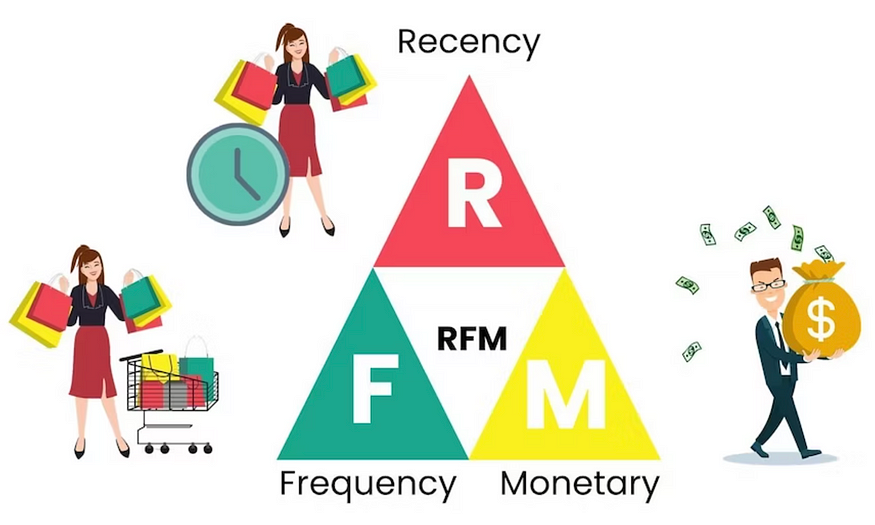 Recency
R
RFM
F
M
$
Frequency
Monetary